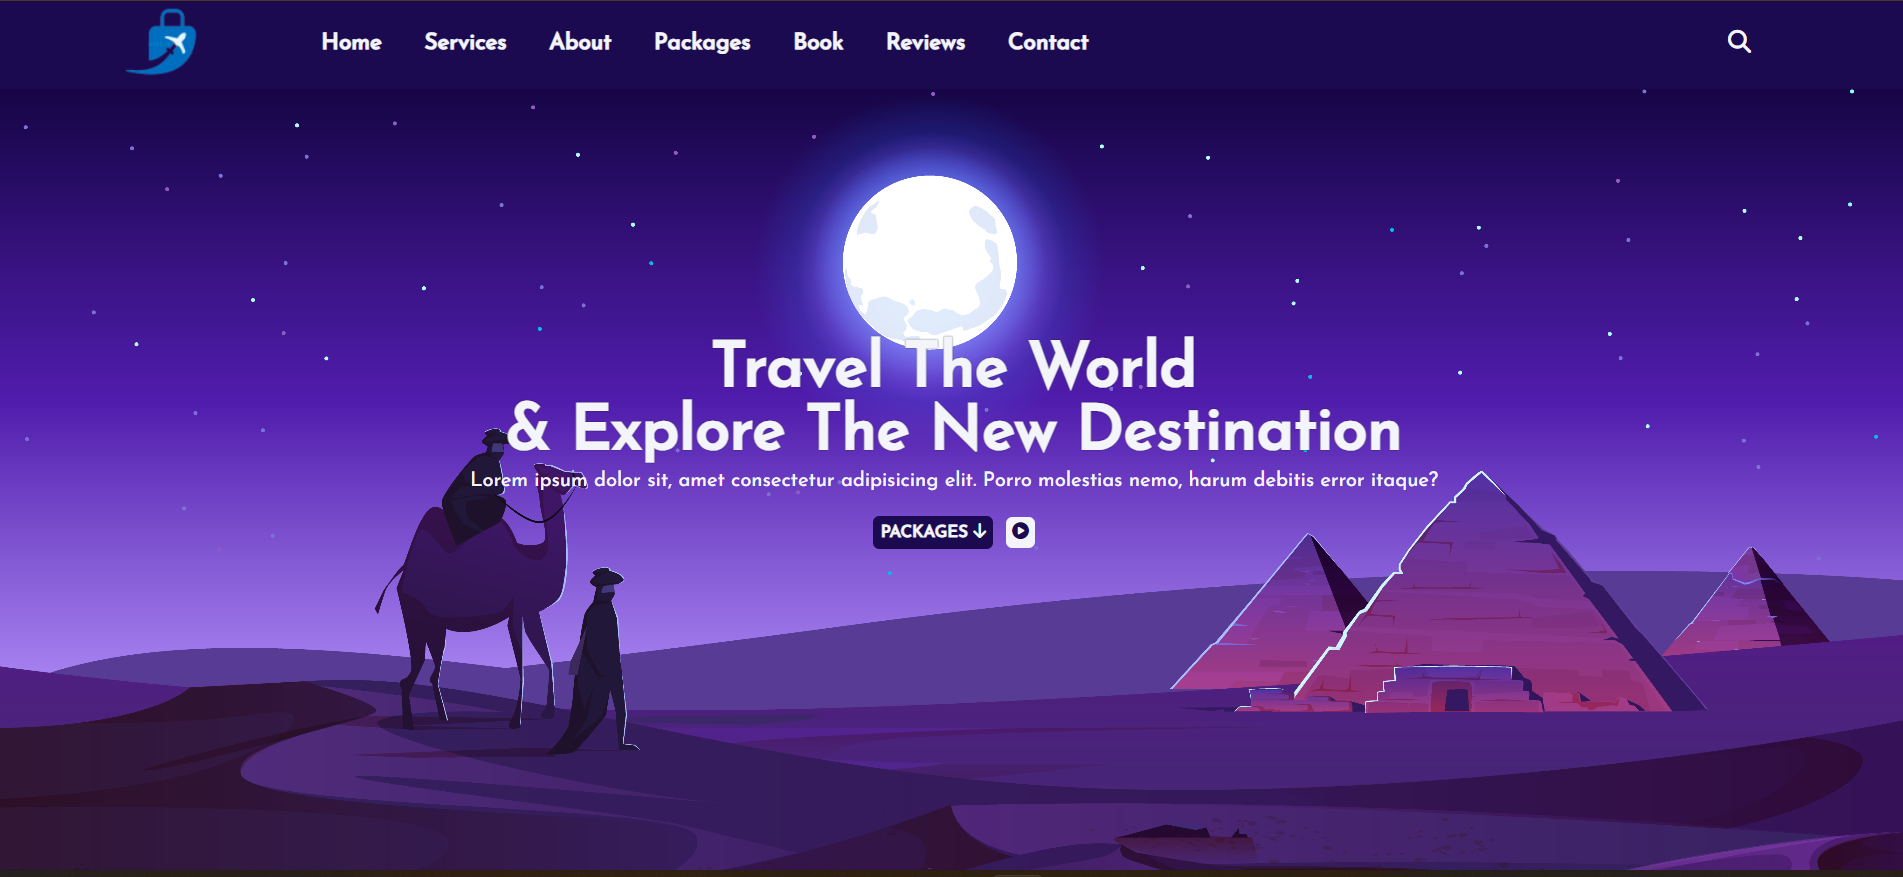 Home Services About Packages Book Reviews Contact
Travel The World
& Explore The New Destination
Lorem ipsum dolor sit, amet consectetur adipisicing elit. Porro molestias nemo, harum debitis error itaque?
PACKAGES